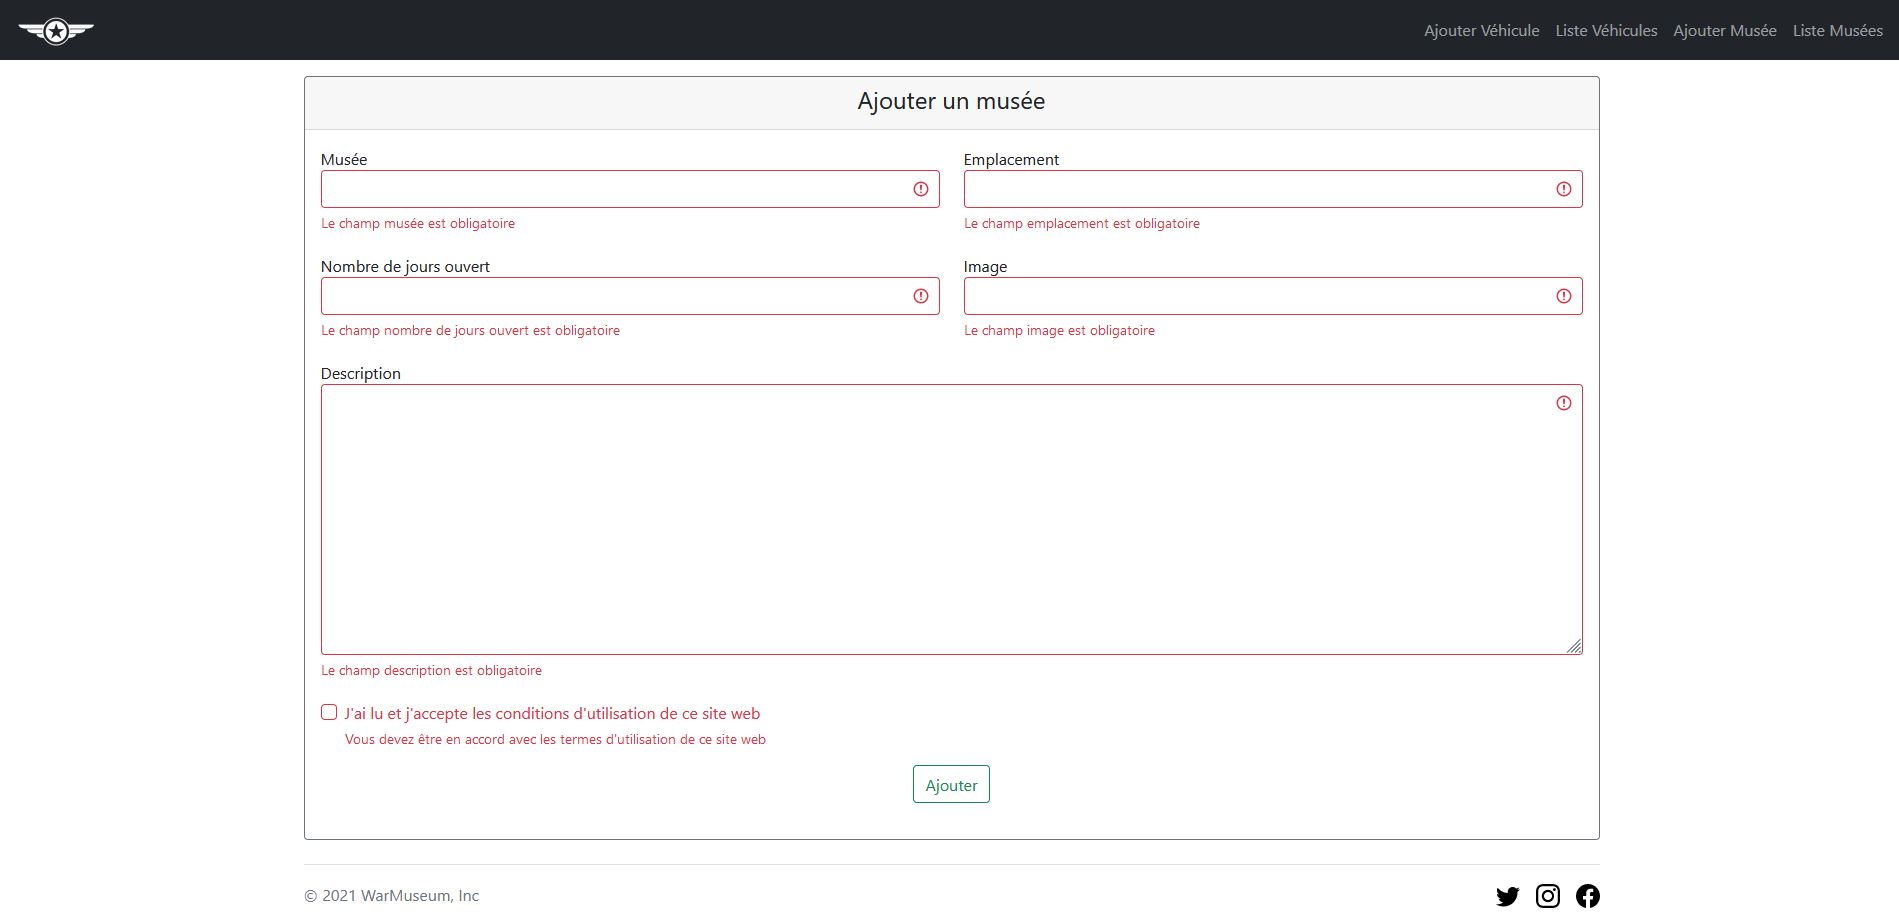 Ajouter Véhicule Liste Véhicules Ajouter Musée Liste Musées
Ajouter un musée
Musée
Emplacement
Le champ musée est obligatoire
Le champ emplacement est obligatoire
Nombre de jours ouvert
Image
Le champ nombre de jours ouvert est obligatoire
Le champ image est obligatoire
Description
Le champ description est obligatoire
J'ai lu et j'accepte les conditions d'utilisation de ce site web
Vous devez être en accord avec les termes d'utilisation de ce site web
Ajouter
© 2021 WarMuseum, Inc